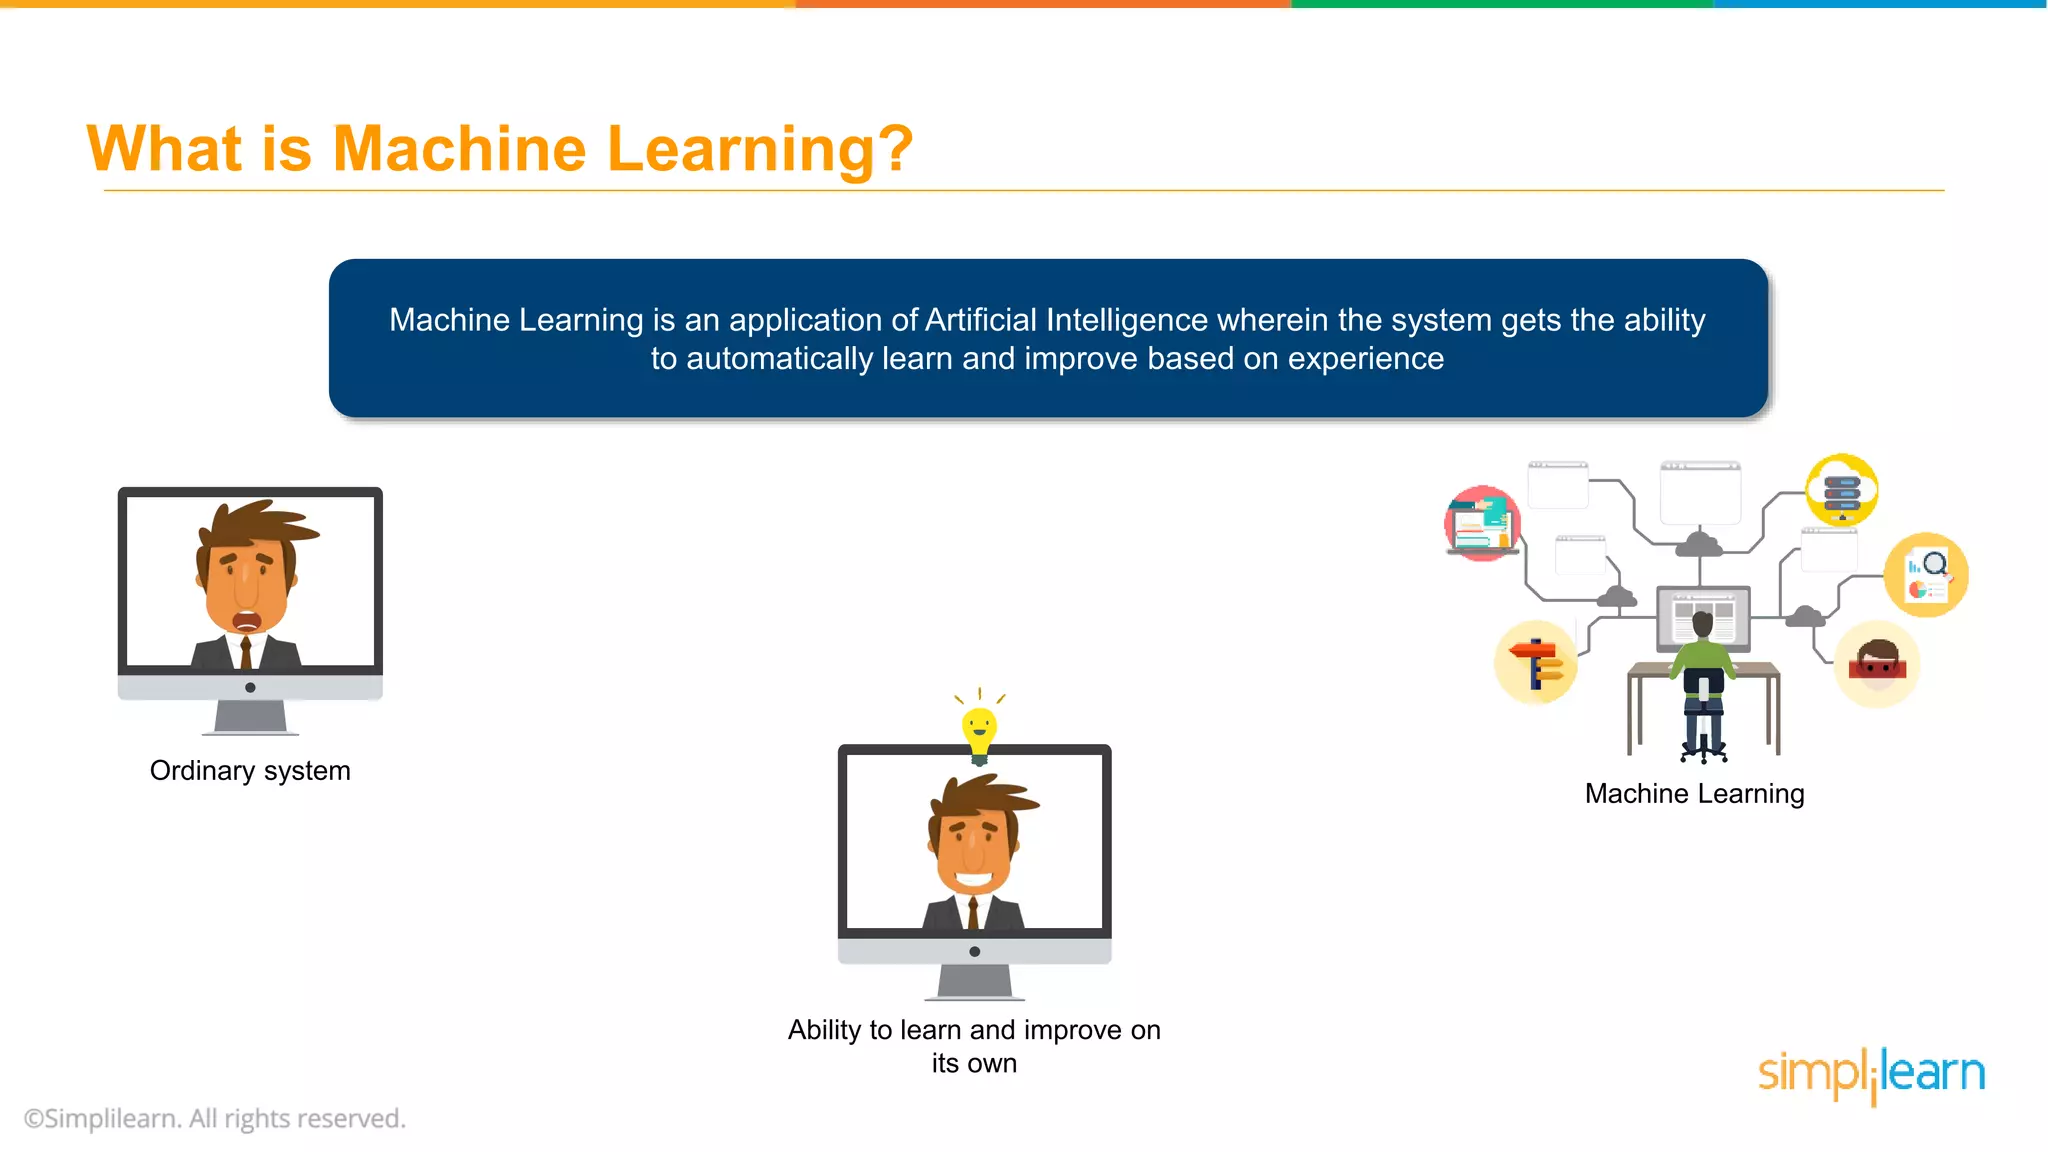 What is Machine Learning?
Machine Learning is an application of Artificial Intelligence wherein the system gets the ability
to automatically learn and improve based on experience
Ordinary system
Machine Learning
Ability to learn and improve on
its own
simplilearn
©Simplilearn. All rights reserved.